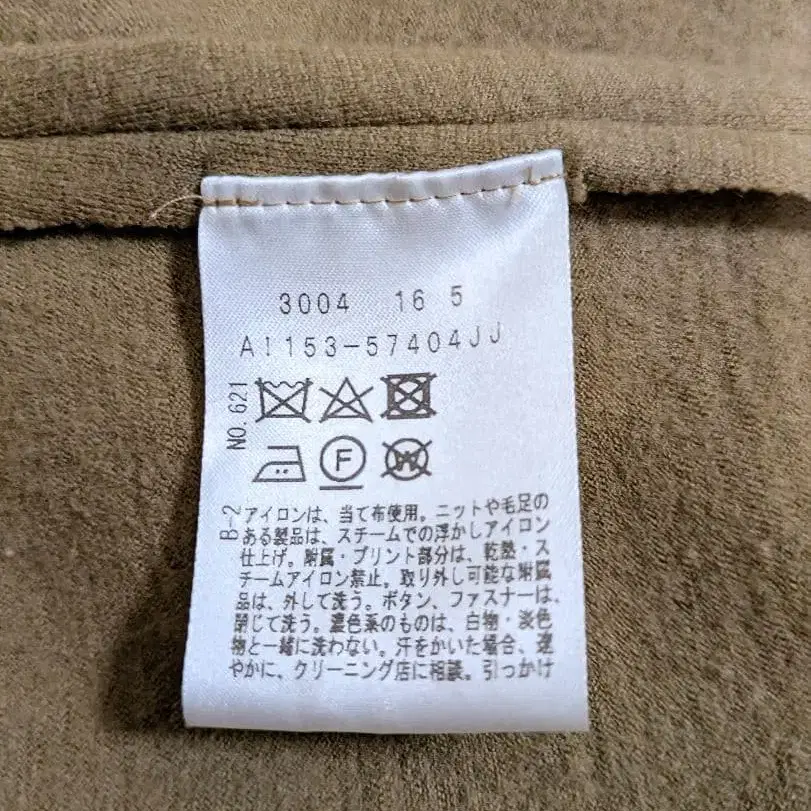 3004 16 5
A!153-57404JJ
NO.621
F
W
B-2
アイロンは、当て布使用。ニットや毛足の
ある製品は、スチームでの浮かしアイロン
仕上げ。附属・プリント部分は、乾熱・ス
チームアイロン禁止。取り外し可能な附属
品は、外して洗う。ボタン、ファスナーは、
閉じて洗う。濃色系のものは、白物・淡色
物と一緒に洗わない。汗をかいた場合、速
やかに、クリーニング店に相談。引っかけ